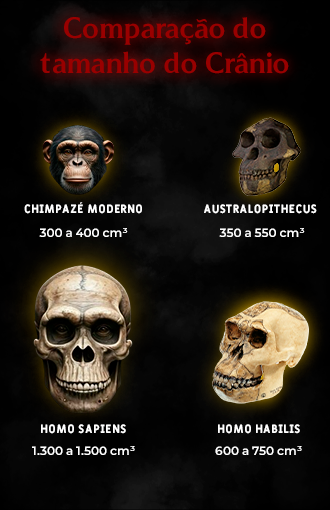 Comparação do
tamanho do Crânio
CHIMPAZÉ MODERNO
300 a 400 cm³
AUSTRALOPITHECUS
350 a 550 cm³
HOMO SAPIENS
1.300 a 1.500 cm³
HOMO HABILIS
600 a 750 cm³